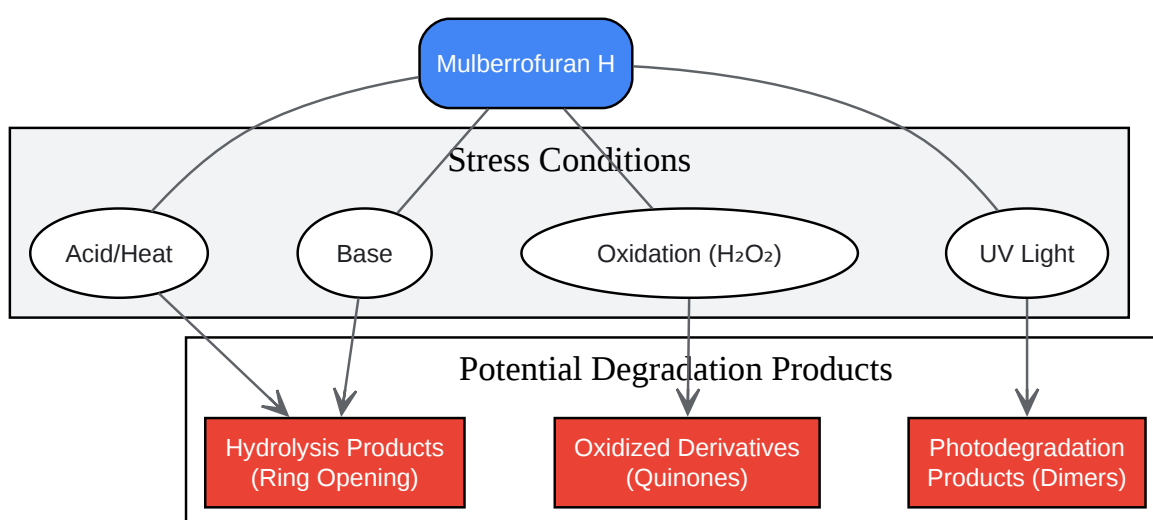 Mulberrofuran H
Stress Conditions
Acid/Heat
Base
Oxidation (H₂O₂)
UV Light
Potential Degradation Products
Hydrolysis Products
(Ring Opening)
Oxidized Derivatives
(Quinones)
Photodegradation
Products (Dimers)